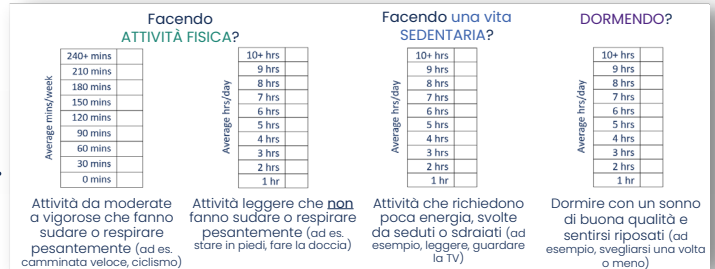 Facendo
ATTIVITÀ FISICA?
Average mins/week
240+ mins
210 mins
180 mins
150 mins
120 mins
90 mins
60 mins
30 mins
0 mins
Attività da moderate
a vigorose che fanno
sudare o respirare
pesantemente (ad es.
camminata veloce, ciclismo)
Average hrs/day
10+ hrs
9 hrs
8 hrs
7 hrs
6 hrs
5 hrs
4 hrs
3 hrs
2 hrs
1 hr
Attività leggere che non
fanno sudare o respirare
pesantemente (ad es.
stare in piedi, fare la doccia)
Facendo una vita
SEDENTARIA?
Average hrs/day
10+ hrs
9 hrs
8 hrs
7 hrs
6 hrs
5 hrs
4 hrs
3 hrs
2 hrs
1 hr
Attività che richiedono
poca energia, svolte
da seduti o sdraiati (ad
esempio, leggere, guardare
la TV)
DORMENDO?
Average hrs/day
10+ hrs
9 hrs
8 hrs
7 hrs
6 hrs
5 hrs
4 hrs
3 hrs
2 hrs
1 hr
Dormire con un sonno
di buona qualità e
sentirsi riposati (ad
esempio, svegliarsi una volta
o meno)